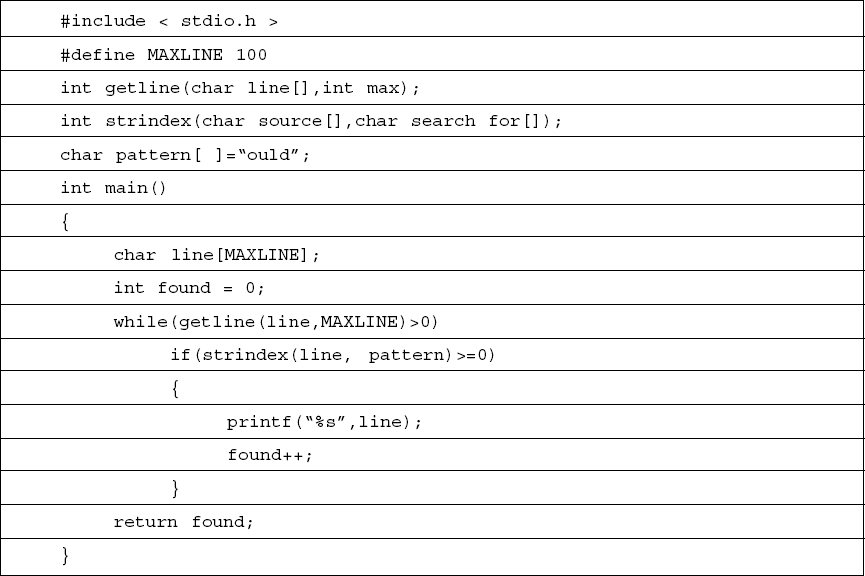 #include < stdio.h >
#define MAXLINE 100
int getline(char line[],int max);
int strindex(char source[],char search for[]);
char pattern[ ]=“ould”;
int main()
{
char line[MAXLINE];
int found = 0;
while(getline(line,MAXLINE)>0)
if(strindex(line, pattern)>=0)
{
printf(“%s”,line);
found++;
}
return found;
}